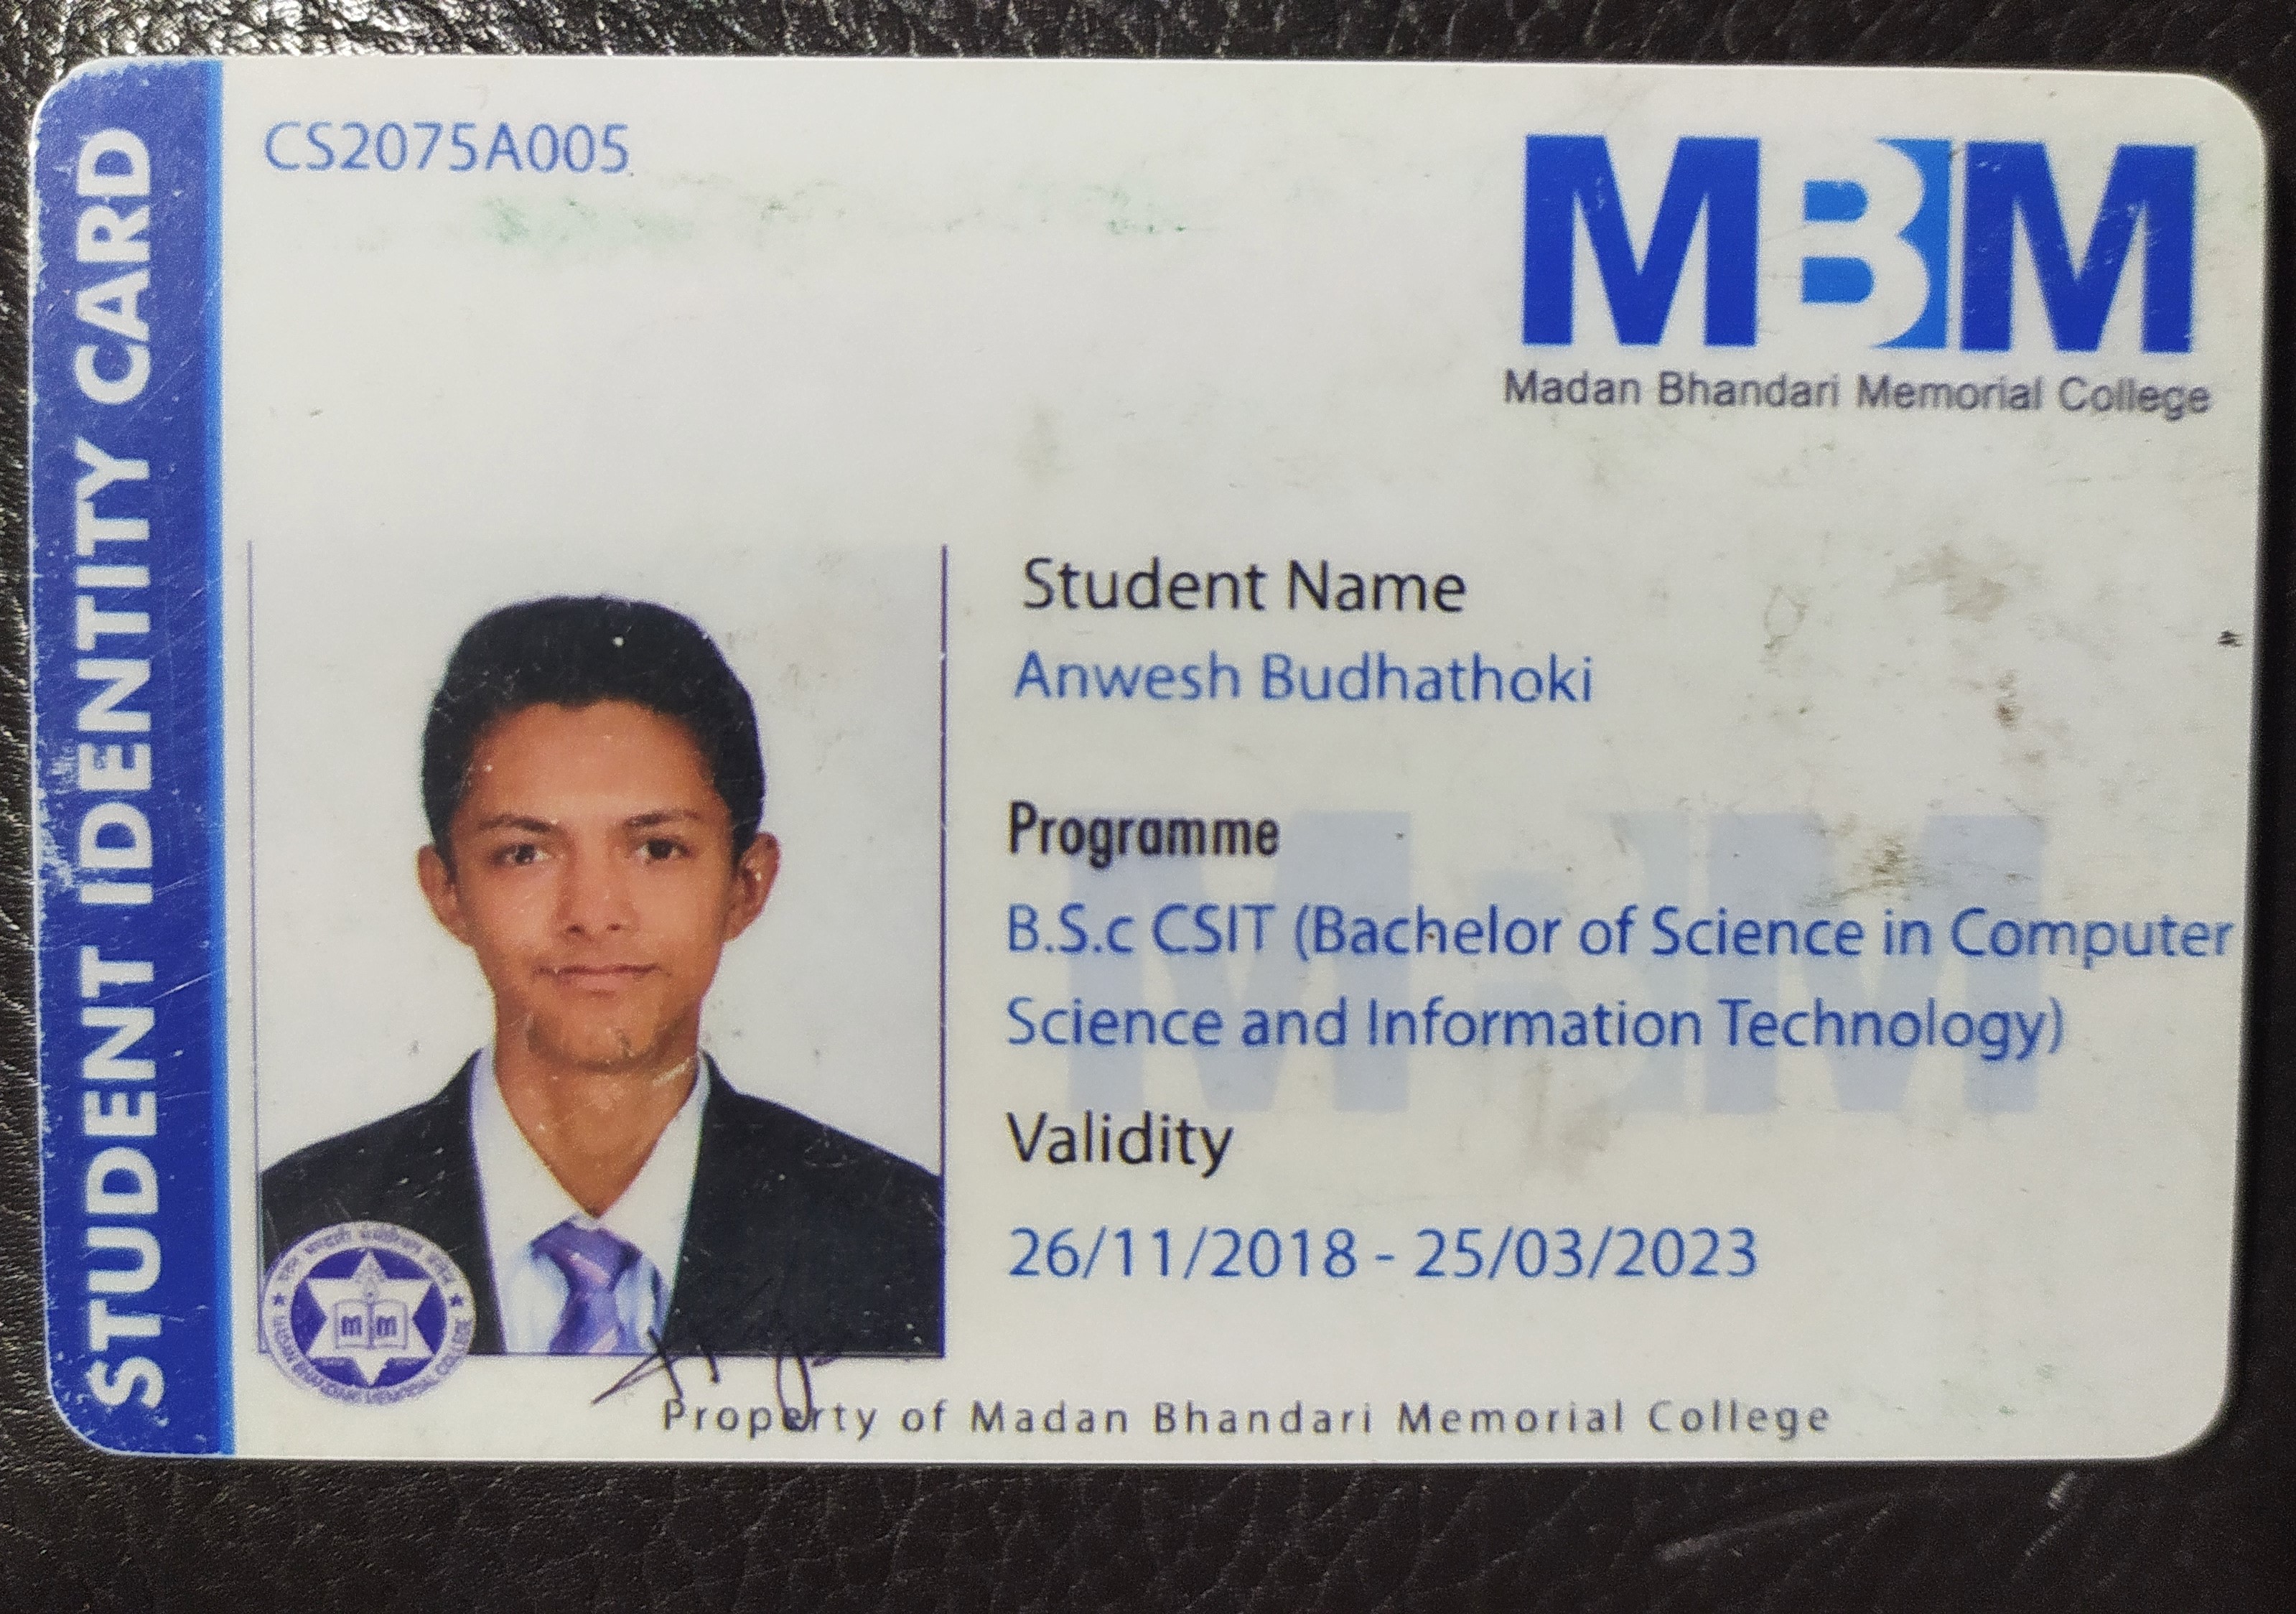 STUDENT IDENTITY CARD
CS2075A005
MBM
Madan Bhandari Memorial College
Student Name
Anwesh Budhathoki
Programme
B.S.c CSIT (Bachelor of Science in Computer
Science and Information Technology)
Validity
26/11/2018 - 25/03/2023
MADAN BHANDARI MEMORIAL COLLEGE
Property of Madan Bhandari Memorial College